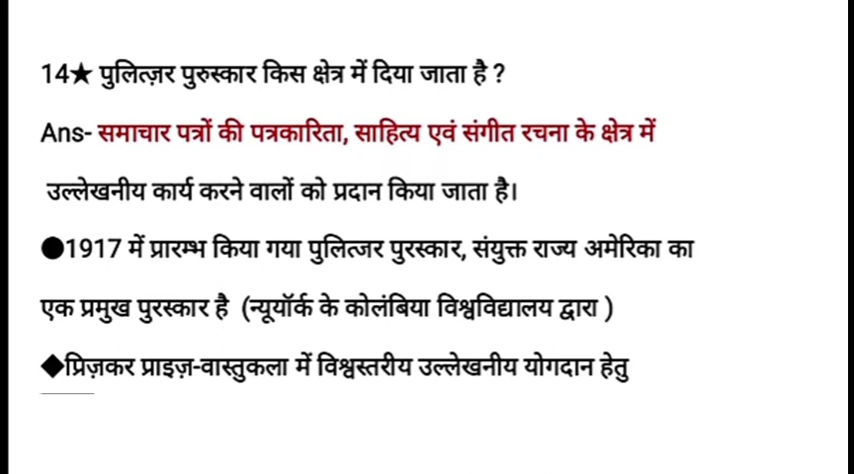 14★ पुलित्ज़र पुरुस्कार किस क्षेत्र में दिया जाता है ?
Ans- समाचार पत्रों की पत्रकारिता, साहित्य एवं संगीत रचना के क्षेत्र में
उल्लेखनीय कार्य करने वालों को प्रदान किया जाता है।
●1917 में प्रारम्भ किया गया पुलित्जर पुरस्कार, संयुक्त राज्य अमेरिका का
एक प्रमुख पुरस्कार है (न्यूयॉर्क के कोलंबिया विश्वविद्यालय द्वारा )
◆प्रिज़कर प्राइज़-वास्तुकला में विश्वस्तरीय उल्लेखनीय योगदान हेतु